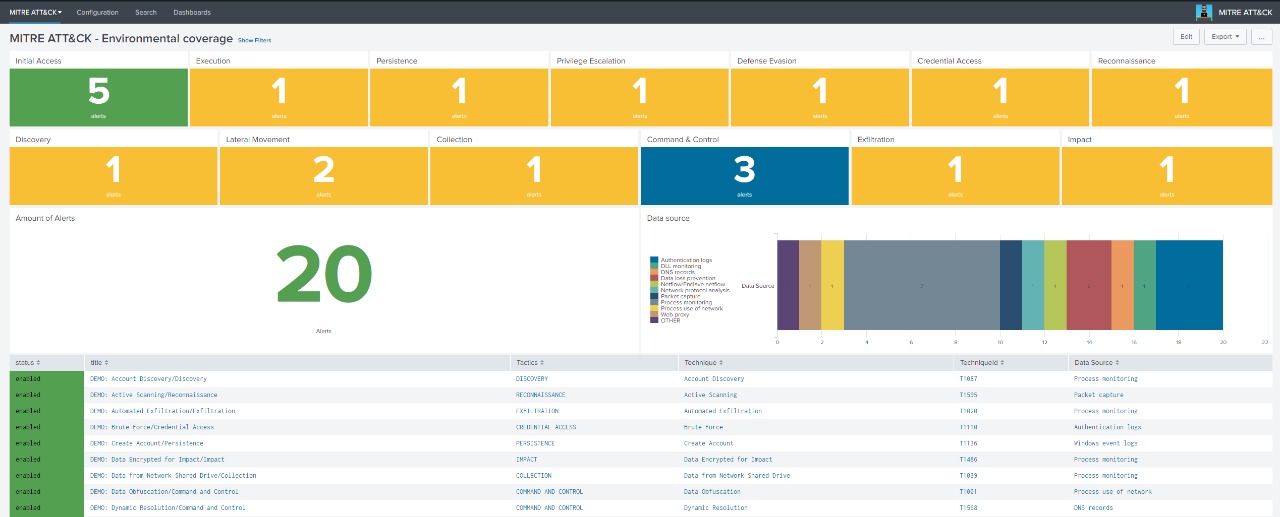 MITRE ATT&CK▾ Configuration Search Dashboards MITRE ATT&CK
MITRE ATT&CK - Environmental coverage Show Filters Edit Export ▾ ...
Initial Access Execution Persistence Privilege Escalation Defense Evasion Credential Access Reconnaissance
5 1 1 1 1 1 1
alerts alerts alerts alerts alerts alerts alerts
Discovery Lateral Movement Collection Command & Control Exfiltration Impact
1 2 1 3 1 1
alerts alerts alerts alerts alerts alerts
Amount of Alerts
20
Alerts
Data source
Authentication logs
DLL monitoring
DNS records
Data loss prevention
Netflow/Enclave netflow
Network protocol analysis
Packet capture
Process monitoring
Process use of network
Web proxy
OTHER
Data Source
0 2 4 6 8 10 12 14 16 18 20 22
status title Tactics Technique TechniqueId Data Source
enabled DEMO: Account Discovery/Discovery DISCOVERY Account Discovery T1087 Process monitoring
enabled DEMO: Active Scanning/Reconnaissance RECONNAISSANCE Active Scanning T1595 Packet capture
enabled DEMO: Automated Exfiltration/Exfiltration EXFILTRATION Automated Exfiltration T1020 Process monitoring
enabled DEMO: Brute Force/Credential Access CREDENTIAL ACCESS Brute Force T1110 Authentication logs
enabled DEMO: Create Account/Persistence PERSISTENCE Create Account T1136 Windows event logs
enabled DEMO: Data Encrypted for Impact/Impact IMPACT Data Encrypted for Impact T1486 Process monitoring
enabled DEMO: Data from Network Shared Drive/Collection COLLECTION Data from Network Shared Drive T1039 Process monitoring
enabled DEMO: Data Obfuscation/Command and Control COMMAND AND CONTROL Data Obfuscation T1001 Process use of network
enabled DEMO: Dynamic Resolution/Command and Control COMMAND AND CONTROL Dynamic Resolution T1568 DNS records